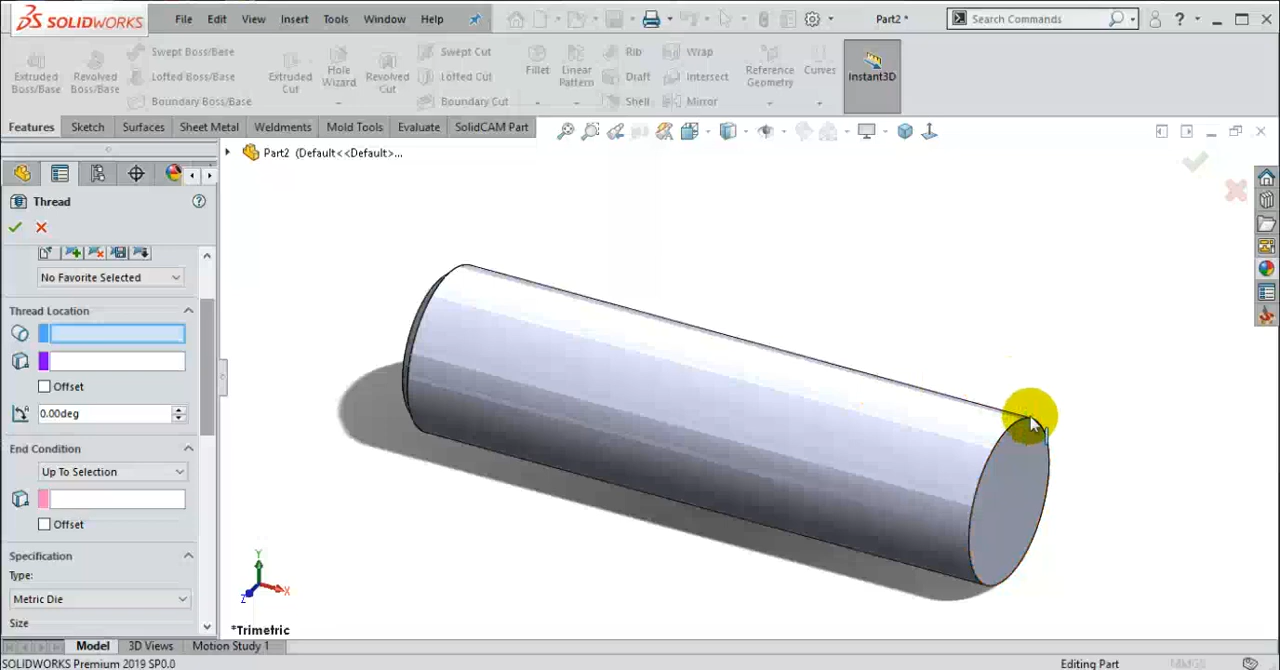 SOLIDWORKS File Edit View Insert Tools Window Help Part2 * Search Commands ?
Extruded Boss/Base Revolved Boss/Base Swept Boss/Base Lofted Boss/Base Boundary Boss/Base Extruded Cut Hole Wizard Revolved Cut Swept Cut Lofted Cut Boundary Cut Fillet Linear Pattern Rib Draft Shell Wrap Intersect Mirror Reference Geometry Curves Instant3D
Features Sketch Surfaces Sheet Metal Weldments Mold Tools Evaluate SolidCAM Part
Part2 (Default<<Default>...
Thread
No Favorite Selected
Thread Location
Offset
0.00deg
End Condition
Up To Selection
Offset
Specification
Type:
Metric Die
Size
Y
X
Z
*Trimetric
Model 3D Views Motion Study 1
SOLIDWORKS Premium 2019 SP0.0 Editing Part MMGS